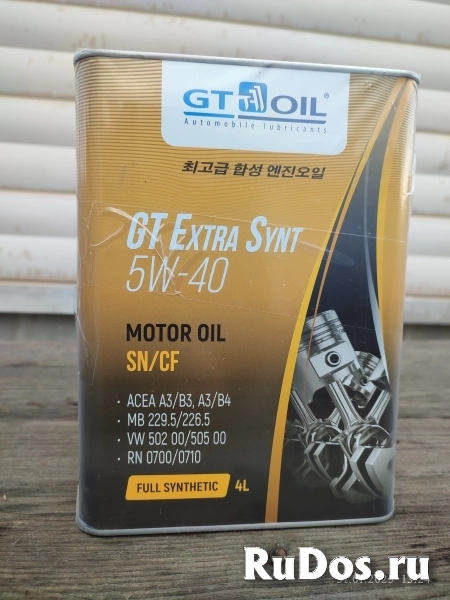 GT OIL®
Automobile lubricants
최고급 합성 엔진오일
GT EXTRA SYNT
5W-40
MOTOR OIL
SN/CF
• ACEA A3/B3, A3/B4
• MB 229.5/226.5
• VW 502 00/505 00
• RN 0700/0710
FULL SYNTHETIC 4L
RuDos.ru